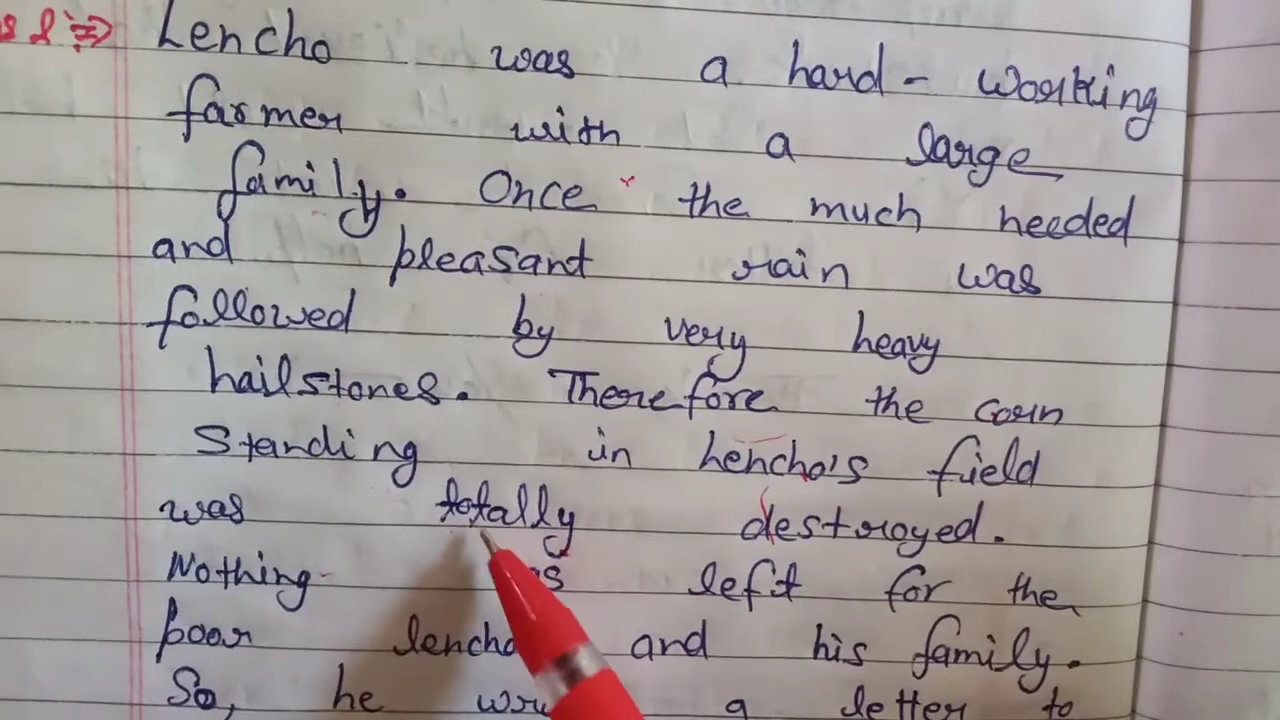 Lencho was a hard-working
farmer with a large
family. Once the much needed
and pleasant rain was
followed by very heavy
hailstones. Therefore the corn
Standing in lencho's field
was totally destroyed.
Nothing left for the
poor lencho and his family.
So, he a letter to